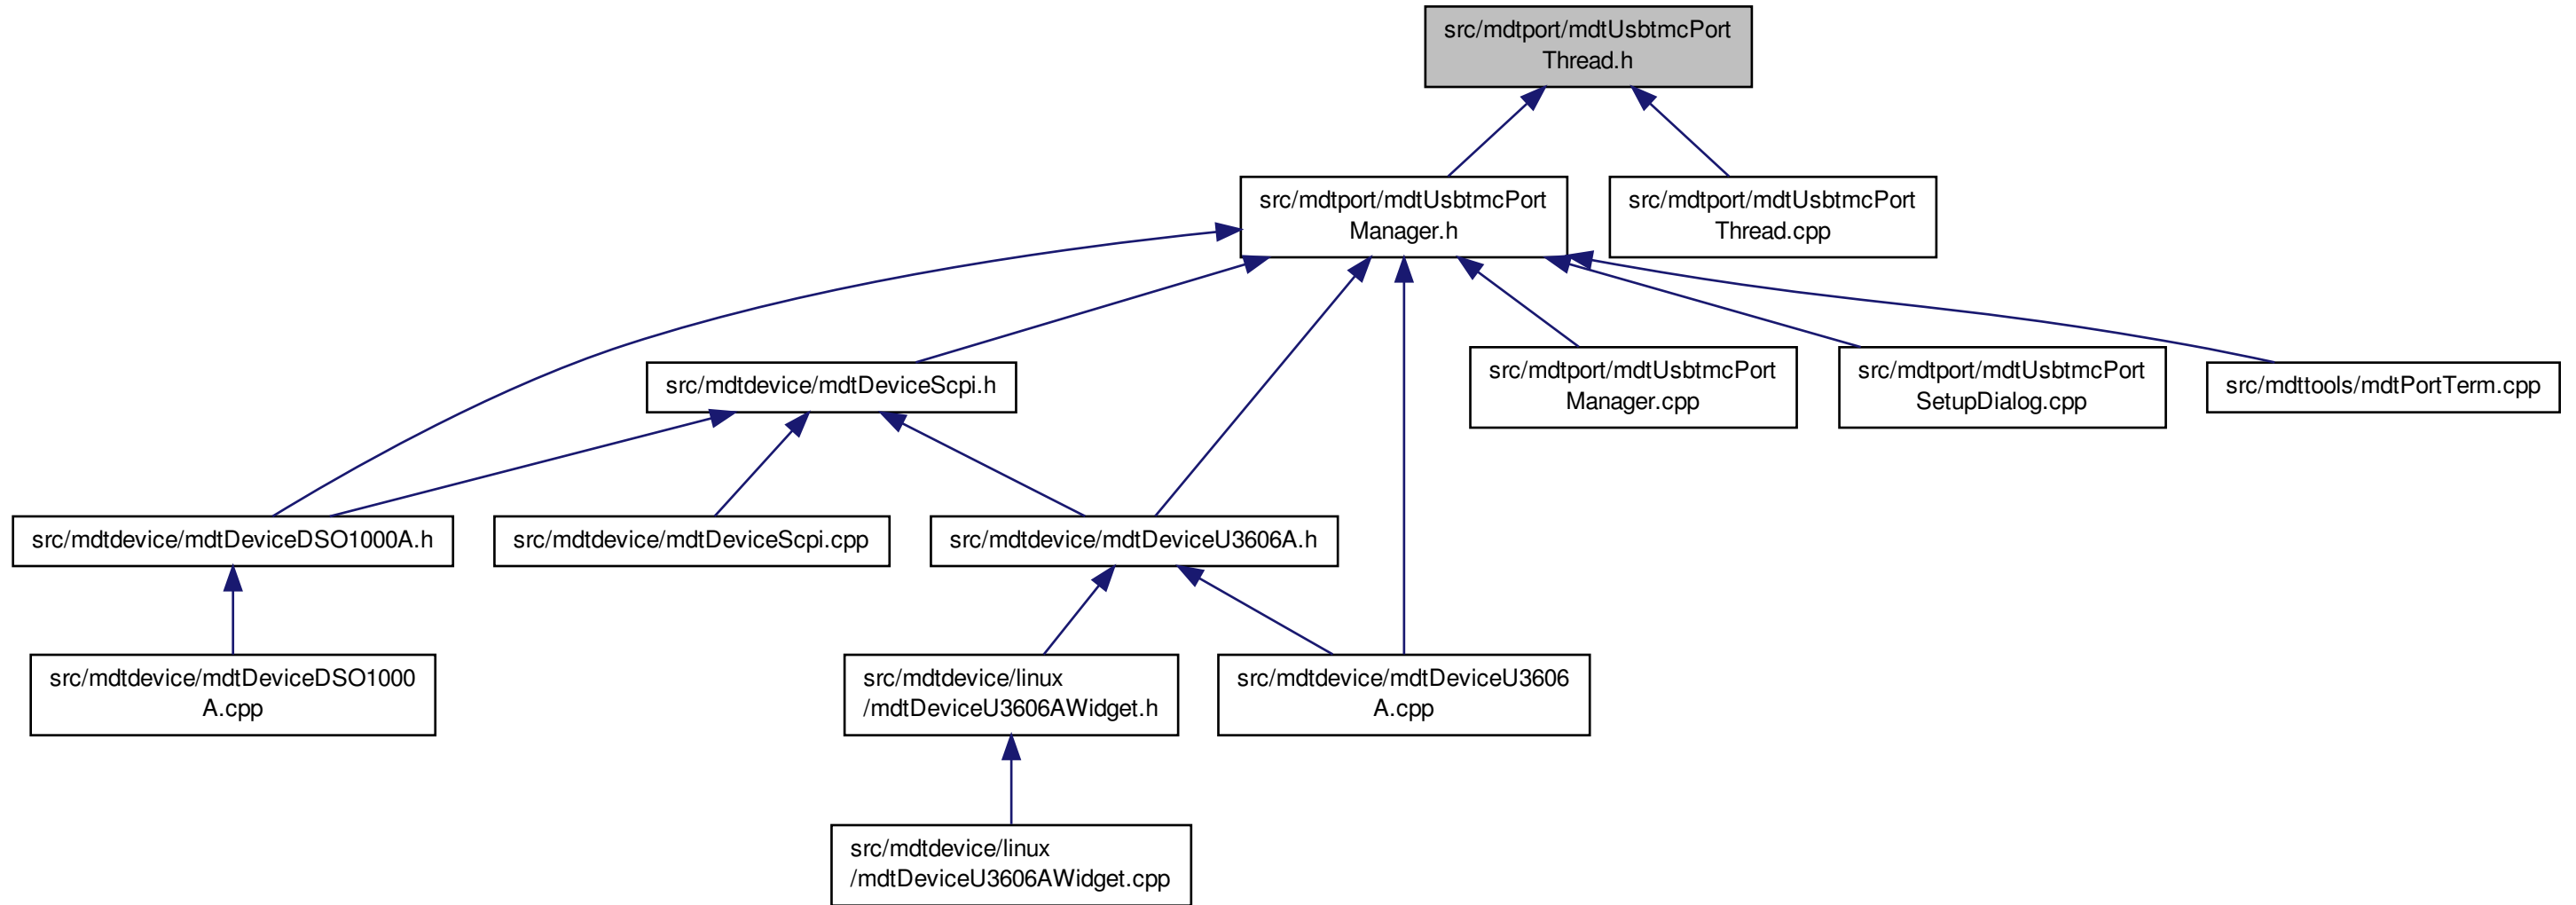 src/mdtport/mdtUsbtmcPort
Thread.h
src/mdtport/mdtUsbtmcPort
Manager.h
src/mdtport/mdtUsbtmcPort
Thread.cpp
src/mdtdevice/mdtDeviceScpi.h
src/mdtport/mdtUsbtmcPort
Manager.cpp
src/mdtport/mdtUsbtmcPort
SetupDialog.cpp
src/mdttools/mdtPortTerm.cpp
src/mdtdevice/mdtDeviceDSO1000A.h
src/mdtdevice/mdtDeviceScpi.cpp
src/mdtdevice/mdtDeviceU3606A.h
src/mdtdevice/mdtDeviceDSO1000
A.cpp
src/mdtdevice/linux
/mdtDeviceU3606AWidget.h
src/mdtdevice/mdtDeviceU3606
A.cpp
src/mdtdevice/linux
/mdtDeviceU3606AWidget.cpp